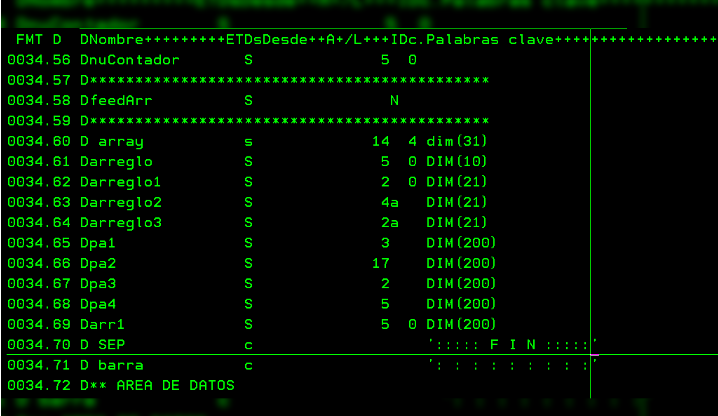 FMT D  DNombre+++++++++ETDsDesde++A+/L+++IDc.Palabras clave++++++++++++++++++
0034.56 DnuContador       S              5  0
0034.57 D********************************************
0034.58 DfeedArr          S               N
0034.59 D********************************************
0034.60 D array           s             14  4 dim(31)
0034.61 Darreglo          S              5  0 DIM(10)
0034.62 Darreglo1         S              2  0 DIM(21)
0034.63 Darreglo2         S              4a   DIM(21)
0034.64 Darreglo3         S              2a   DIM(21)
0034.65 Dpa1              S              3    DIM(200)
0034.66 Dpa2              S             17    DIM(200)
0034.67 Dpa3              S              2    DIM(200)
0034.68 Dpa4              S              5    DIM(200)
0034.69 Darr1             S              5  0 DIM(200)
0034.70 D SEP             c                   '::::: F I N :::::'
0034.71 D barra           c                   ': : : : : : : : :'
0034.72 D** AREA DE DATOS